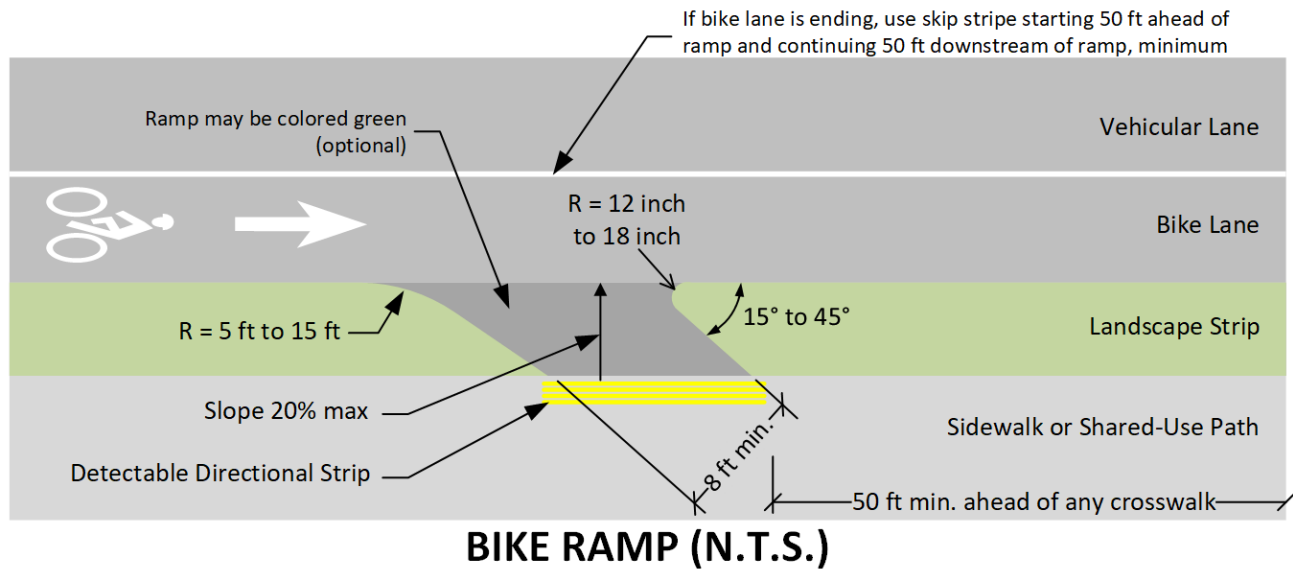 If bike lane is ending, use skip stripe starting 50 ft ahead of
ramp and continuing 50 ft downstream of ramp, minimum
Ramp may be colored green
(optional)
Vehicular Lane
R = 12 inch
to 18 inch
Bike Lane
R = 5 ft to 15 ft
15° to 45°
Landscape Strip
Slope 20% max
Detectable Directional Strip
8 ft min.
Sidewalk or Shared-Use Path
50 ft min. ahead of any crosswalk
BIKE RAMP (N.T.S.)